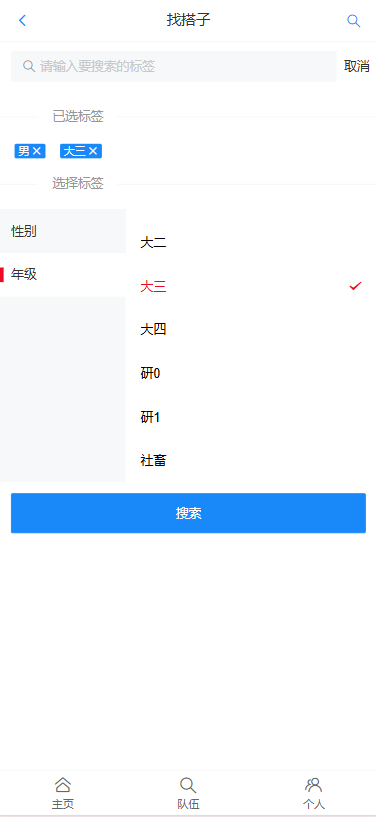 找搭子
请输入要搜索的标签 取消
已选标签
男 大三
选择标签
性别
年级
大二
大三
大四
研0
研1
社畜
搜索
主页 队伍 个人